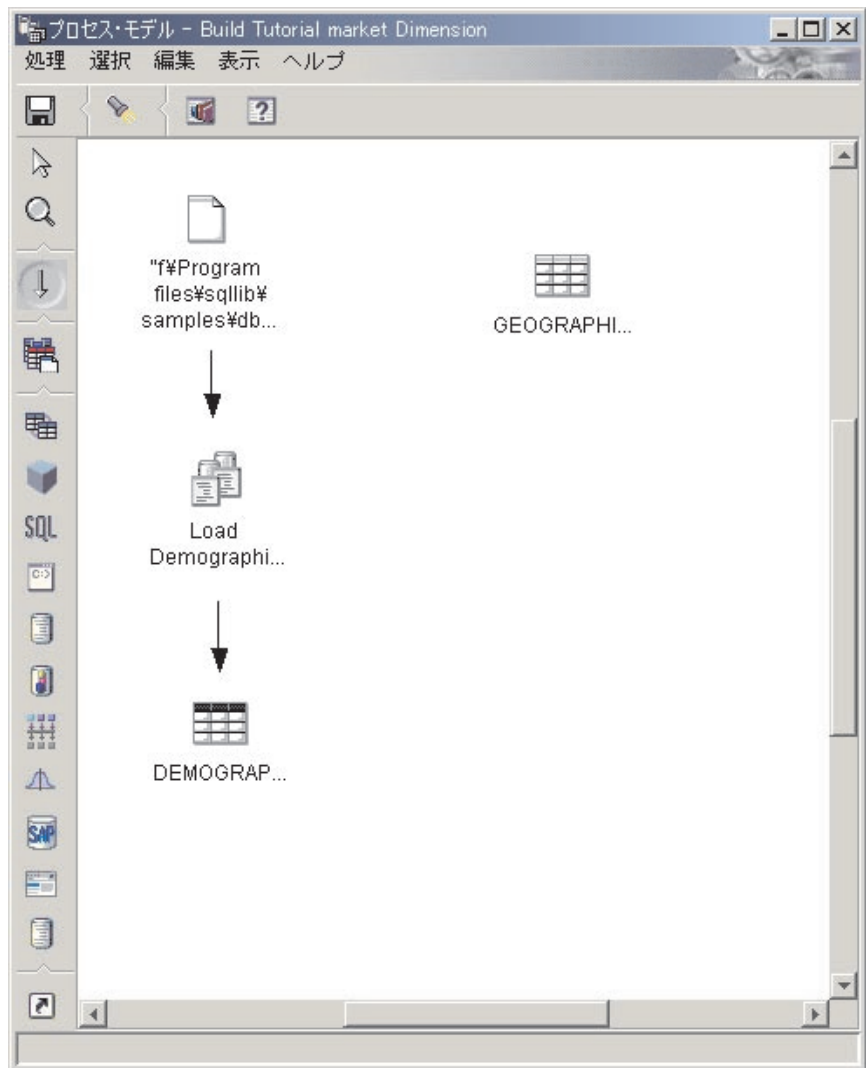 プロセス・モデル - Build Tutorial market Dimension
処理 選択 編集 表示 ヘルプ
"f¥Program
files¥sqllib¥
samples¥db...
GEOGRAPHI...
Load
Demographi...
DEMOGRAP...
SQL
C:>
SAP